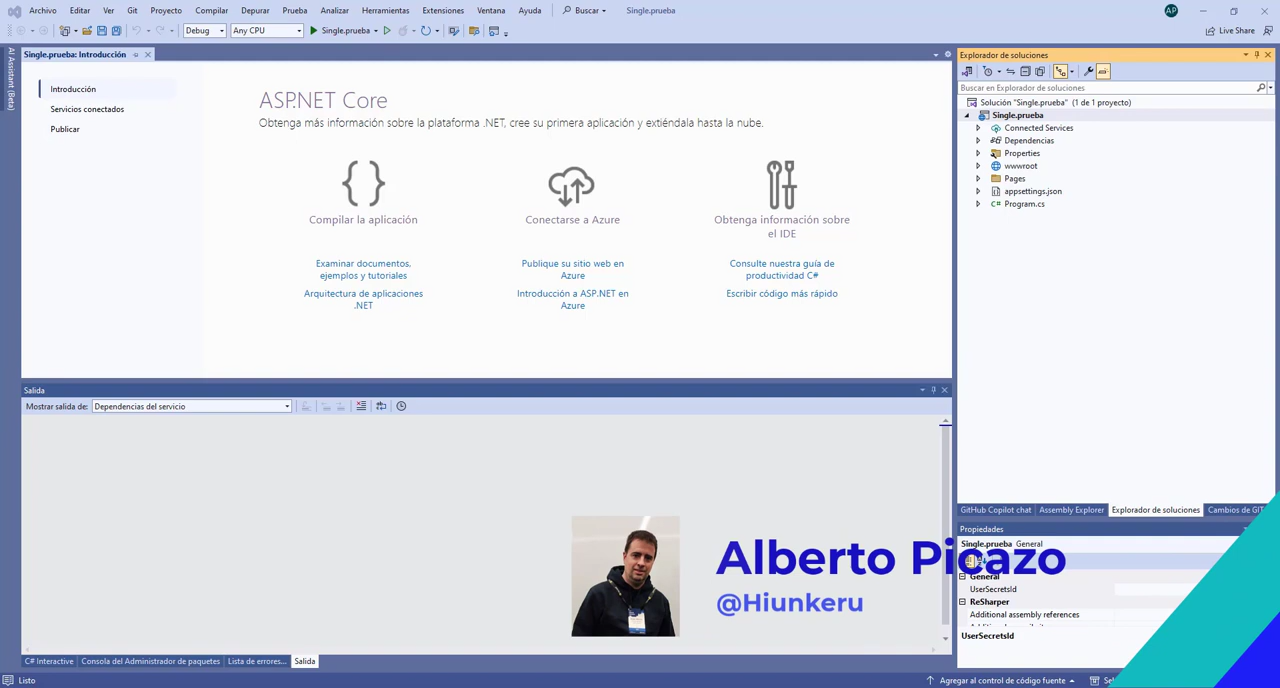 Archivo Editar Ver Git Proyecto Compilar Depurar Prueba Analizar Herramientas Extensiones Ventana Ayuda Buscar Single.prueba AP
Debug Any CPU Single.prueba Live Share
AI Assistant (Beta)
Single.prueba: Introducción
Introducción
Servicios conectados
Publicar
ASP.NET Core
Obtenga más información sobre la plataforma .NET, cree su primera aplicación y extiéndala hasta la nube.
Compilar la aplicación
Examinar documentos,
ejemplos y tutoriales
Arquitectura de aplicaciones
.NET
Conectarse a Azure
Publique su sitio web en
Azure
Introducción a ASP.NET en
Azure
Obtenga información sobre
el IDE
Consulte nuestra guía de
productividad C#
Escribir código más rápido
Explorador de soluciones
Buscar en Explorador de soluciones
Solución "Single.prueba" (1 de 1 proyecto)
Single.prueba
Connected Services
Dependencias
Properties
wwwroot
Pages
appsettings.json
C# Program.cs
GitHub Copilot chat Assembly Explorer Explorador de soluciones Cambios de GIT
Salida
Mostrar salida de: Dependencias del servicio
Propiedades
Single.prueba General
General
UserSecretsId
ReSharper
Additional assembly references
UserSecretsId
Alberto Picazo
@Hiunkeru
C# Interactive Consola del Administrador de paquetes Lista de errores... Salida
Listo Agregar al control de código fuente